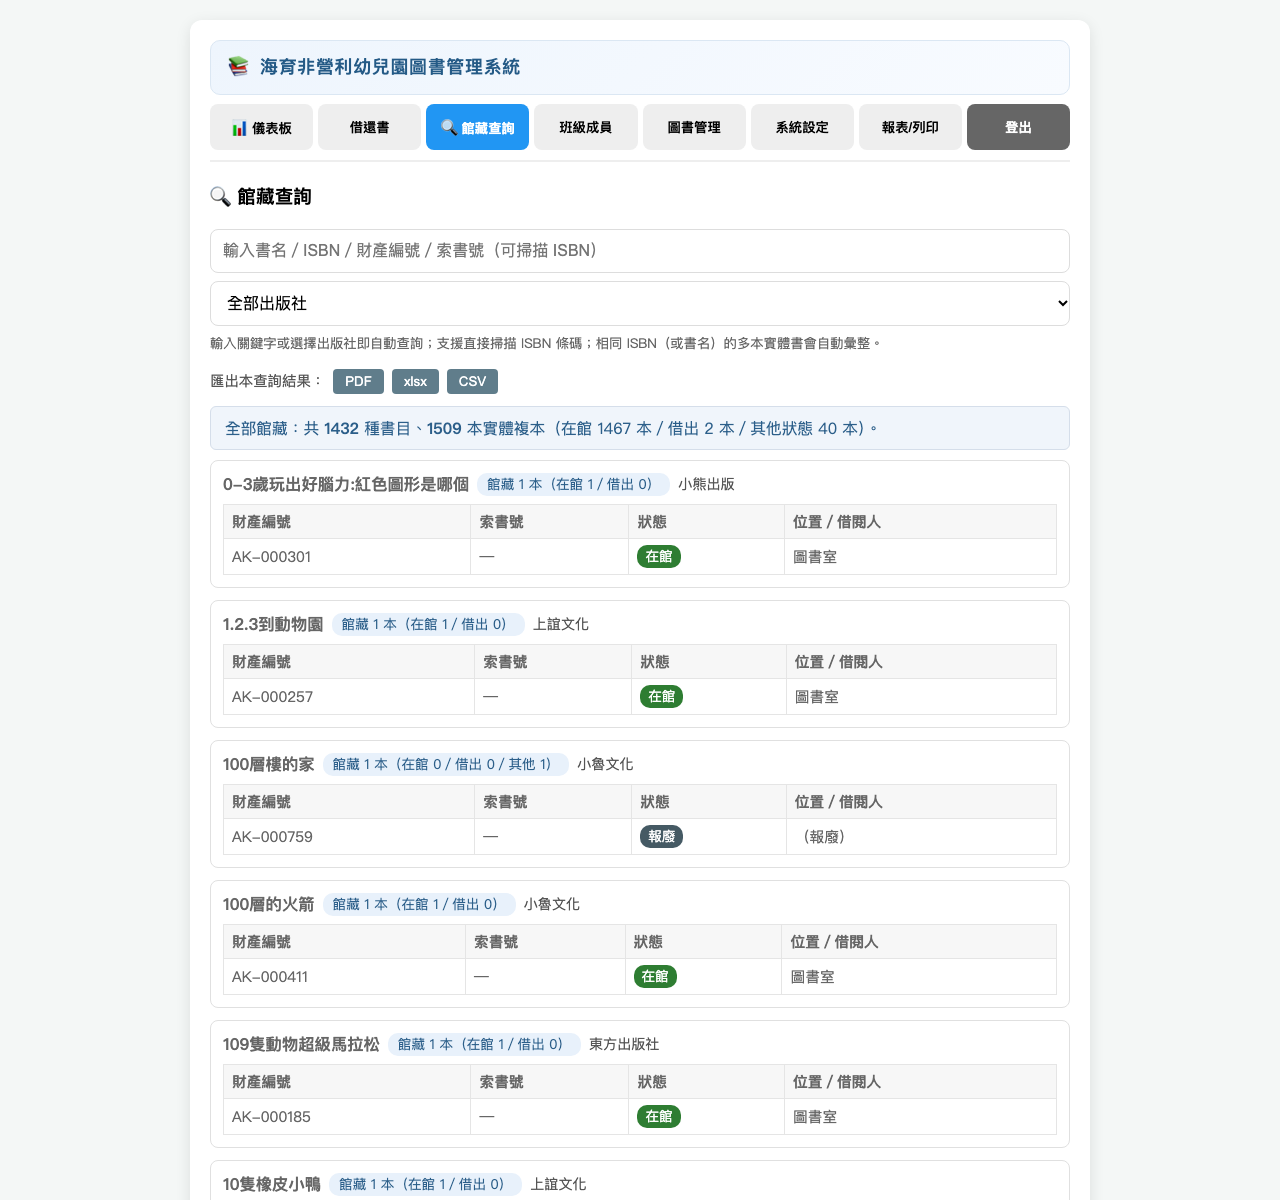 海育非營利幼兒園圖書管理系統
儀表板 借還書 館藏查詢 班級成員 圖書管理 系統設定 報表/列印 登出
館藏查詢
輸入書名 / ISBN / 財產編號 / 索書號（可掃描 ISBN）
全部出版社
輸入關鍵字或選擇出版社即自動查詢；支援直接掃描 ISBN 條碼；相同 ISBN（或書名）的多本實體書會自動彙整。
匯出本查詢結果： PDF xlsx CSV
全部館藏：共 1432 種書目、1509 本實體複本（在館 1467 本 / 借出 2 本 / 其他狀態 40 本）。
0–3歲玩出好腦力:紅色圖形是哪個 館藏 1 本（在館 1 / 借出 0） 小熊出版
財產編號 索書號 狀態 位置 / 借閱人
AK–000301 — 在館 圖書室
1.2.3到動物園 館藏 1 本（在館 1 / 借出 0） 上誼文化
財產編號 索書號 狀態 位置 / 借閱人
AK–000257 — 在館 圖書室
100層樓的家 館藏 1 本（在館 0 / 借出 0 / 其他 1） 小魯文化
財產編號 索書號 狀態 位置 / 借閱人
AK–000759 — 報廢 （報廢）
100層的火箭 館藏 1 本（在館 1 / 借出 0） 小魯文化
財產編號 索書號 狀態 位置 / 借閱人
AK–000411 — 在館 圖書室
109隻動物超級馬拉松 館藏 1 本（在館 1 / 借出 0） 東方出版社
財產編號 索書號 狀態 位置 / 借閱人
AK–000185 — 在館 圖書室
10隻橡皮小鴨 館藏 1 本（在館 1 / 借出 0） 上誼文化